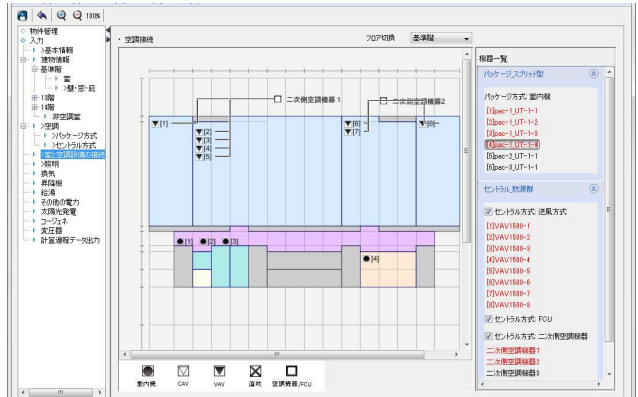 100%
物件管理
入力
>基本情報
建物情報
基準階
室
>壁・窓・庇
13階
14階
非空調室
>空調
>パッケージ方式
>セントラル方式
>室と空調設備の接続
>照明
換気
昇降機
給湯
その他の電力
太陽光発電
コージェネ
変圧器
計算過程データ出力
・空調接続
フロア切換
基準階
二次側空調機器1
二次側空調機器2
▼[1]
▼[2]
▼[3]
▼[4]
▼[5]
▼[6]
▼[7]
▼[8]
●[1]
●[2]
●[3]
●[4]
室内機
CAV
VAV
直吹
空調機器/FCU
機器一覧
パッケージ_スプリット型
パッケージ方式: 室内機
[1]pac-1_UT-1-1
[2]pac-1_UT-1-2
[3]pac-1_UT-1-3
[4]pac-1_UT-1-4
[5]pac-2_UT-1-1
[6]pac-3_UT-1-1
セントラル_熱源群
セントラル方式: 送風方式
[1]VAV1500-1
[2]VAV1500-2
[3]VAV1500-3
[4]VAV1500-4
[5]VAV1500-5
[6]VAV1500-6
[7]VAV1500-7
[8]VAV1500-8
セントラル方式: FCU
セントラル方式: 二次側空調機器
二次側空調機器1
二次側空調機器2
二次側空調機器3